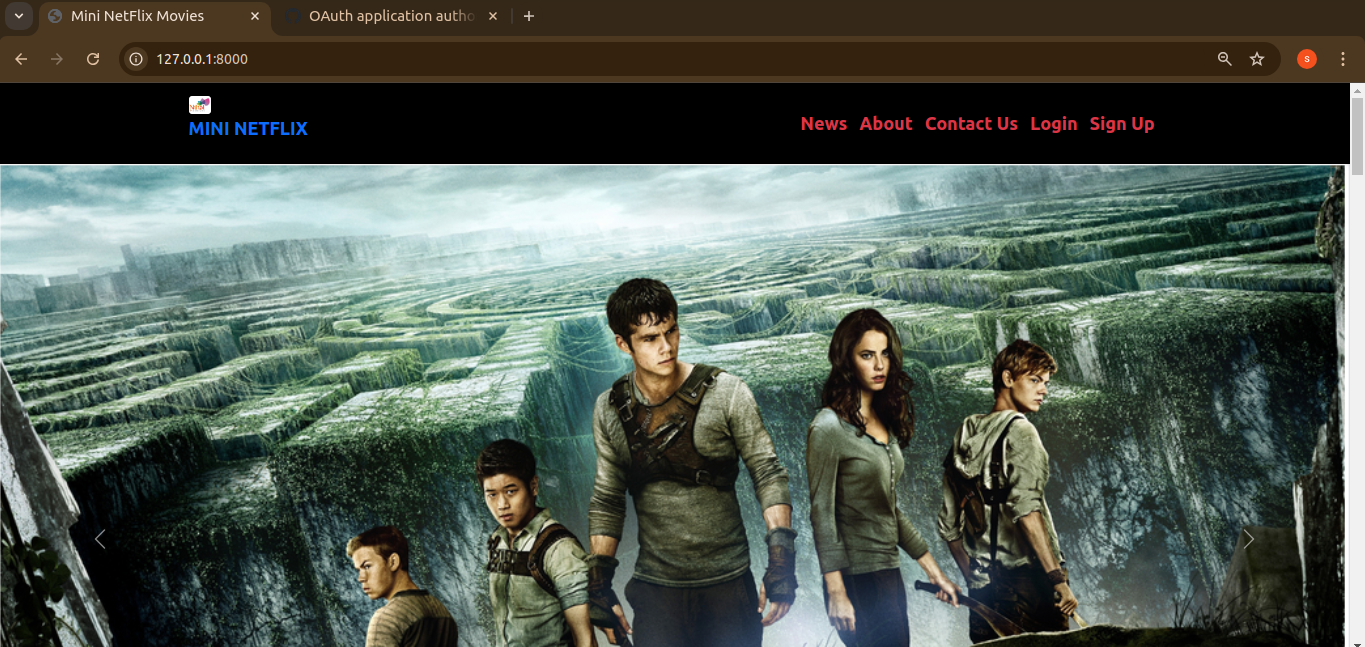 Mini NetFlix Movies
OAuth application autho
127.0.0.1:8000
S
MINI NETFLIX
News About Contact Us Login Sign Up